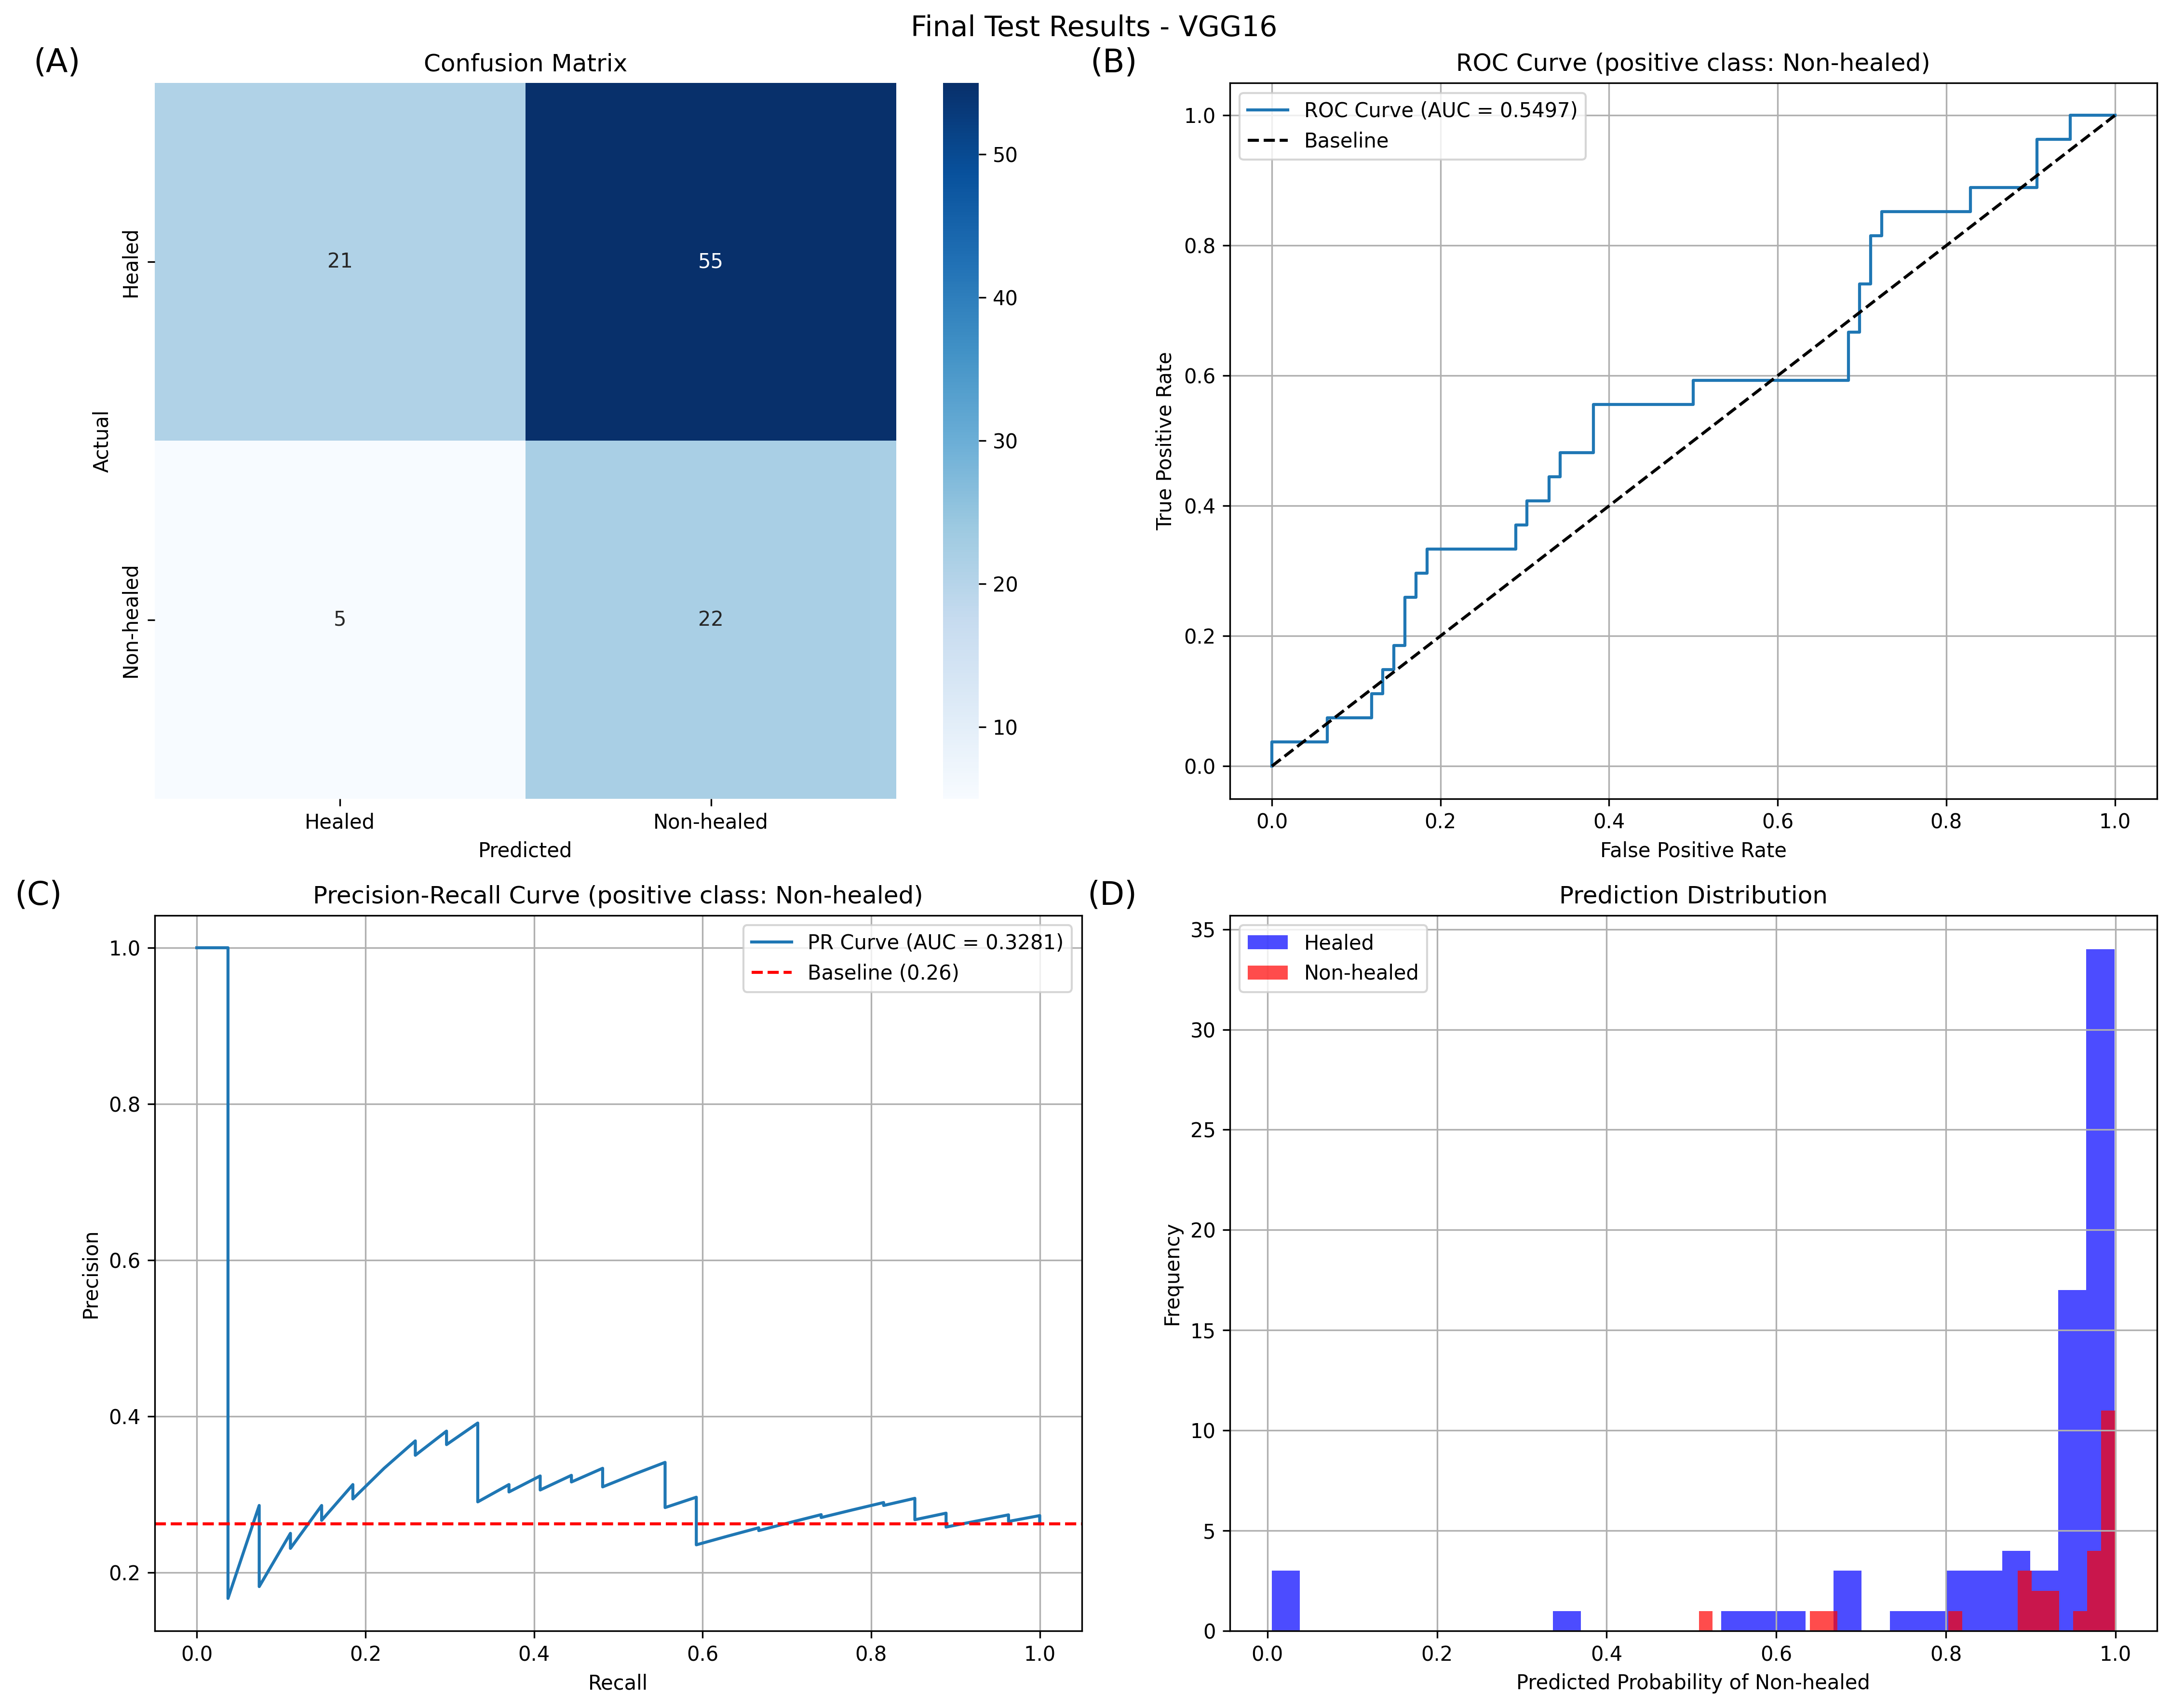 Final Test Results - VGG16
(A)
Confusion Matrix
Healed
Non-healed
Actual
21
55
5
22
Healed
Non-healed
Predicted
50
40
30
20
10
(B)
ROC Curve (positive class: Non-healed)
ROC Curve (AUC = 0.5497)
Baseline
1.0
0.8
0.6
0.4
0.2
0.0
True Positive Rate
0.0
0.2
0.4
0.6
0.8
1.0
False Positive Rate
(C)
Precision-Recall Curve (positive class: Non-healed)
PR Curve (AUC = 0.3281)
Baseline (0.26)
1.0
0.8
0.6
0.4
0.2
Precision
0.0
0.2
0.4
0.6
0.8
1.0
Recall
(D)
Prediction Distribution
Healed
Non-healed
35
30
25
20
15
10
5
0
Frequency
0.0
0.2
0.4
0.6
0.8
1.0
Predicted Probability of Non-healed